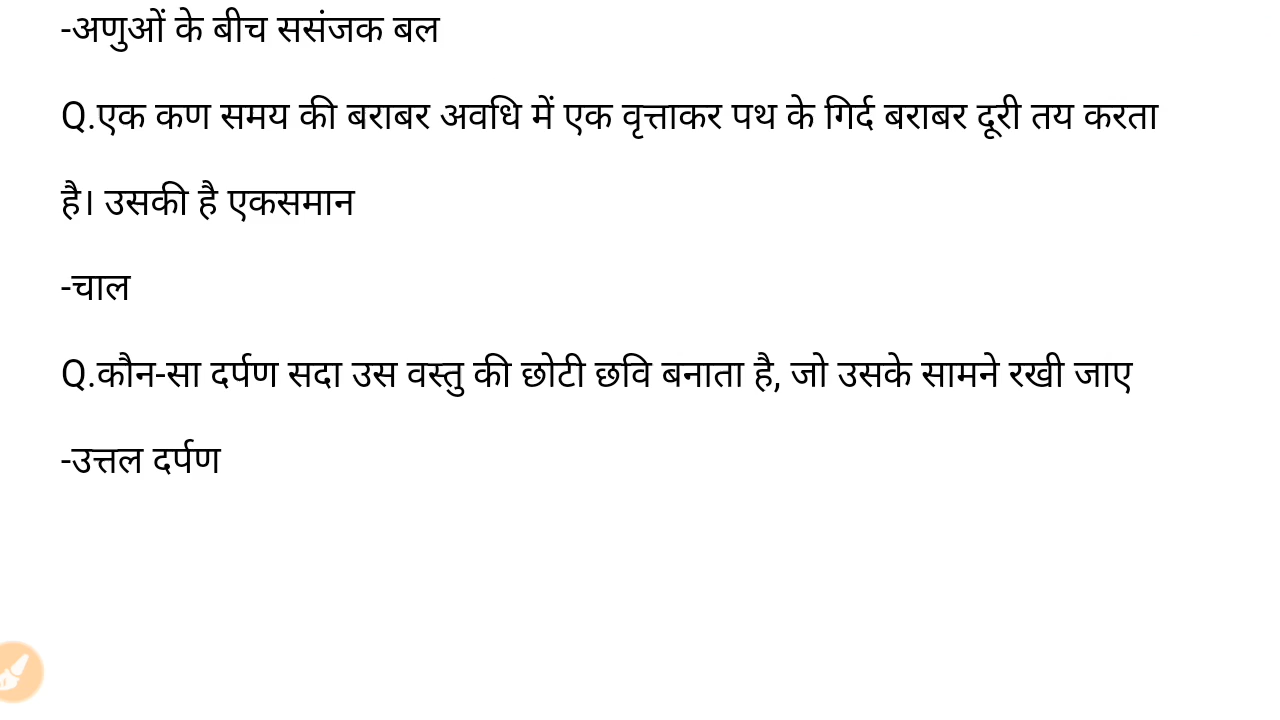 -अणुओं के बीच ससंजक बल
Q.एक कण समय की बराबर अवधि में एक वृत्ताकर पथ के गिर्द बराबर दूरी तय करता
है। उसकी है एकसमान
-चाल
Q.कौन-सा दर्पण सदा उस वस्तु की छोटी छवि बनाता है, जो उसके सामने रखी जाए
-उत्तल दर्पण